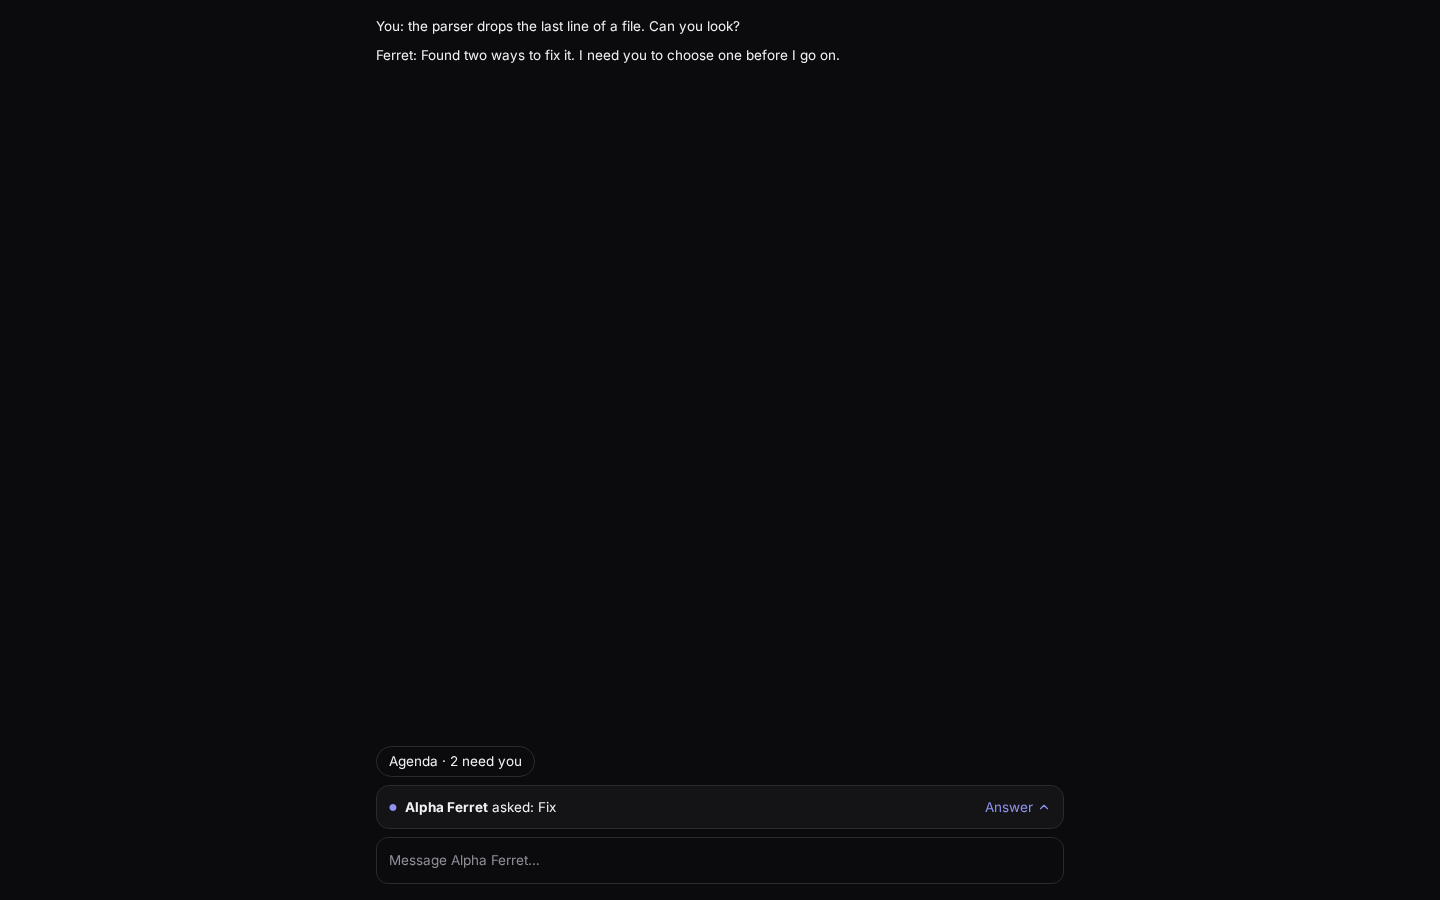 You: the parser drops the last line of a file. Can you look?
Ferret: Found two ways to fix it. I need you to choose one before I go on.
Agenda · 2 need you
Alpha Ferret asked: Fix
Answer
Message Alpha Ferret...